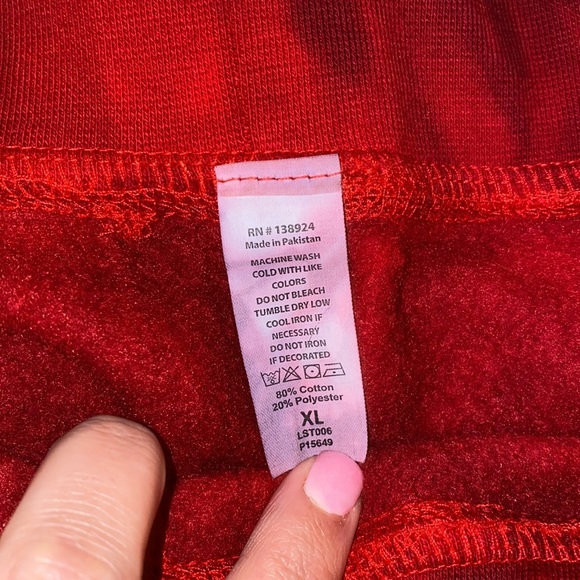 RN # 138924
Made in Pakistan
MACHINE WASH
COLD WITH LIKE
COLORS
DO NOT BLEACH
TUMBLE DRY LOW
COOL IRON IF
NECESSARY
DO NOT IRON
IF DECORATED
80% Cotton
20% Polyester
XL
LST006
P15649